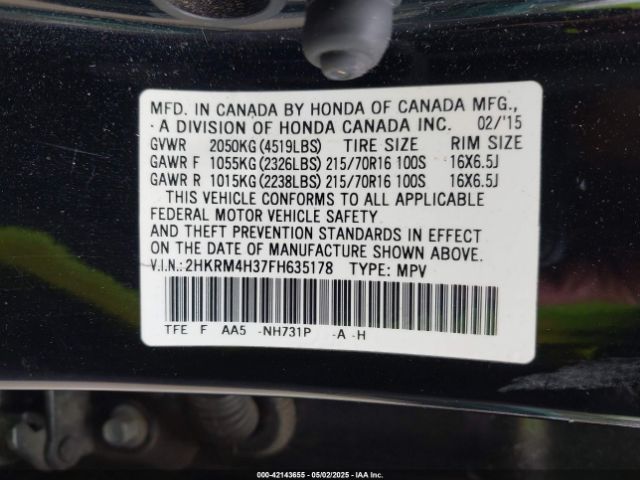 MFD. IN CANADA BY HONDA OF CANADA MFG.,
A DIVISION OF HONDA CANADA INC. 02/'15
GVWR 2050KG(4519LBS) TIRE SIZE RIM SIZE
GAWR F 1055KG(2326LBS) 215/70R16 100S 16X6.5J
GAWR R 1015KG(2238LBS) 215/70R16 100S 16X6.5J
THIS VEHICLE CONFORMS TO ALL APPLICABLE
FEDERAL MOTOR VEHICLE SAFETY
AND THEFT PREVENTION STANDARDS IN EFFECT
ON THE DATE OF MANUFACTURE SHOWN ABOVE.
V.I.N.:2HKRM4H37FH635178 TYPE: MPV
TFE F AA5 -NH731P -A -H
000-42143655 - 05/02/2025 - IAA Inc.